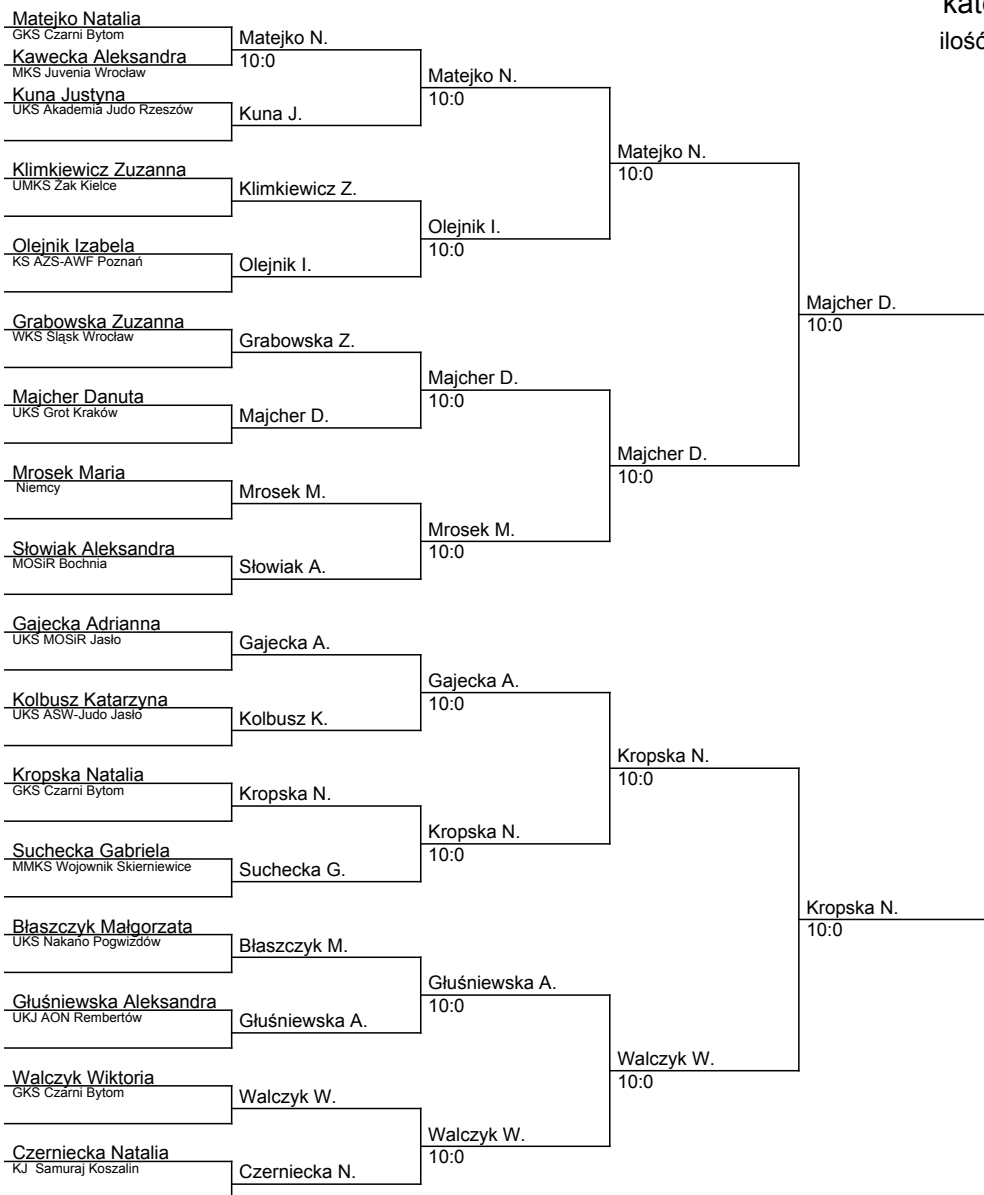 kat
ilość
Matejko Natalia
GKS Czarni Bytom
Kawecka Aleksandra
MKS Juvenia Wrocław
Kuna Justyna
UKS Akademia Judo Rzeszów
Klimkiewicz Zuzanna
UMKS Żak Kielce
Olejnik Izabela
KS AZS-AWF Poznań
Grabowska Zuzanna
WKS Śląsk Wrocław
Majcher Danuta
UKS Grot Kraków
Mrosek Maria
Niemcy
Słowiak Aleksandra
MOSiR Bochnia
Gajecka Adrianna
UKS MOSiR Jasło
Kolbusz Katarzyna
UKS ASW-Judo Jasło
Kropska Natalia
GKS Czarni Bytom
Suchecka Gabriela
MMKS Wojownik Skierniewice
Błaszczyk Małgorzata
UKS Nakano Pogwizdów
Głuśniewska Aleksandra
UKJ AON Rembertów
Walczyk Wiktoria
GKS Czarni Bytom
Czerniecka Natalia
KJ Samuraj Koszalin
Matejko N.
10:0
Kuna J.
Klimkiewicz Z.
Olejnik I.
Grabowska Z.
Majcher D.
Mrosek M.
Słowiak A.
Gajecka A.
Kolbusz K.
Kropska N.
Suchecka G.
Błaszczyk M.
Głuśniewska A.
Walczyk W.
Czerniecka N.
Matejko N.
10:0
Olejnik I.
10:0
Majcher D.
10:0
Mrosek M.
10:0
Gajecka A.
10:0
Kropska N.
10:0
Głuśniewska A.
10:0
Walczyk W.
10:0
Matejko N.
10:0
Majcher D.
10:0
Kropska N.
10:0
Walczyk W.
10:0
Majcher D.
10:0
Kropska N.
10:0